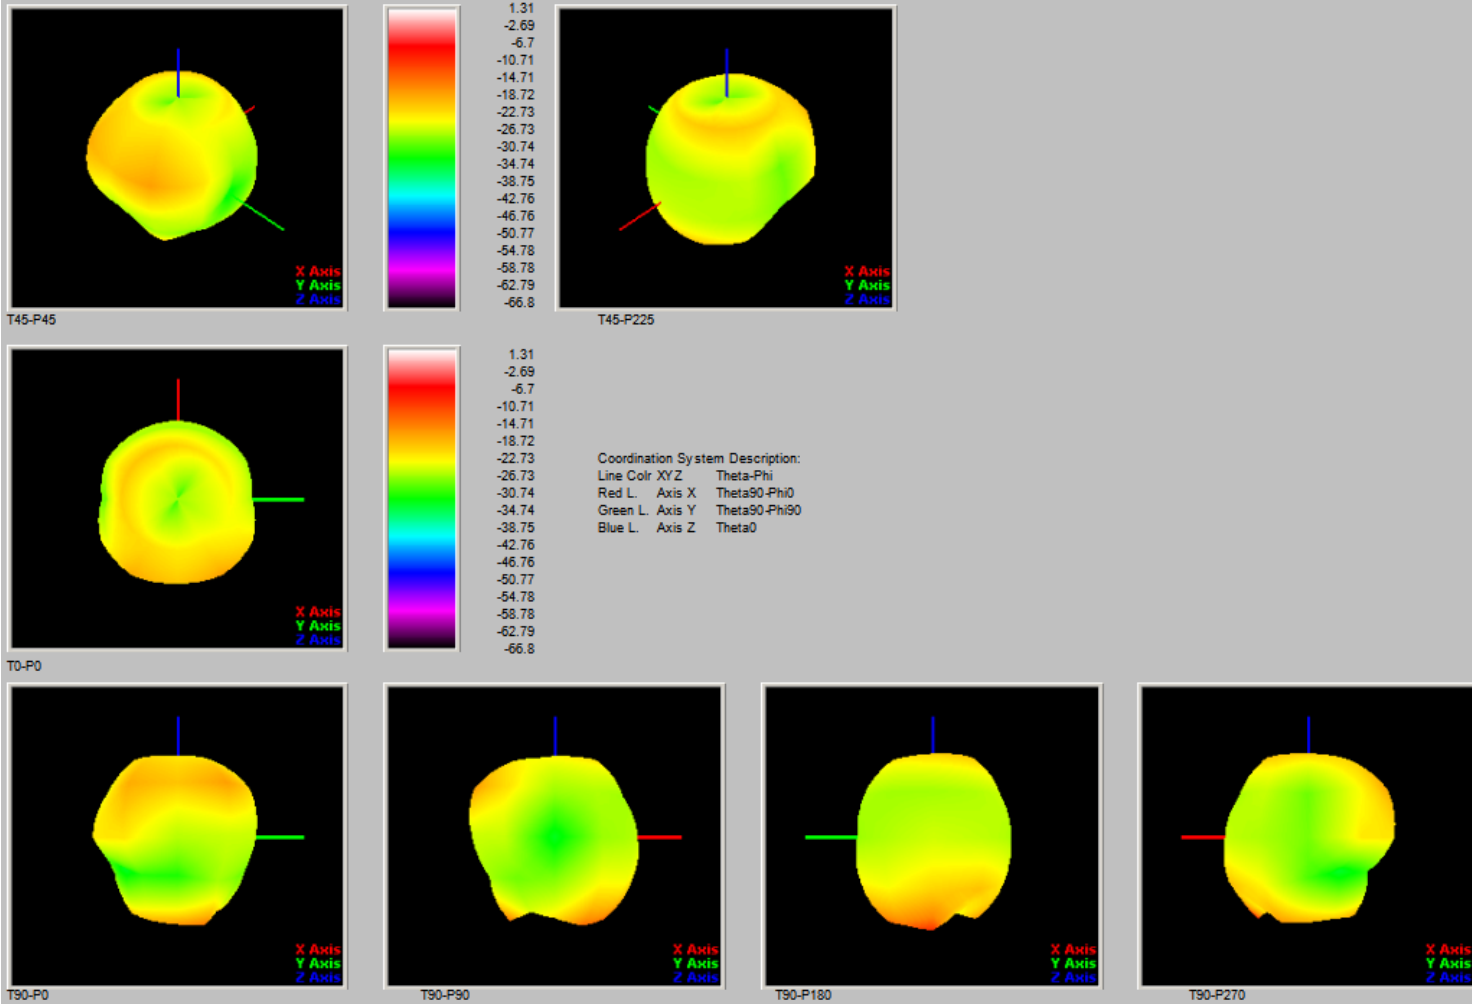 1.31
-2.69
-6.7
-10.71
-14.71
-18.72
-22.73
-26.73
-30.74
-34.74
-38.75
-42.76
-46.76
-50.77
-54.78
-58.78
-62.79
-66.8
X Axis
Y Axis
Z Axis
X Axis
Y Axis
Z Axis
T45-P45
T45-P225
1.31
-2.69
-6.7
-10.71
-14.71
-18.72
-22.73
-26.73
-30.74
-34.74
-38.75
-42.76
-46.76
-50.77
-54.78
-58.78
-62.79
-66.8
Coordination System Description:
Line Colr XYZ Theta-Phi
Red L. Axis X Theta90-Phi0
Green L. Axis Y Theta90-Phi90
Blue L. Axis Z Theta0
X Axis
Y Axis
Z Axis
T0-P0
X Axis
Y Axis
Z Axis
X Axis
Y Axis
Z Axis
X Axis
Y Axis
Z Axis
X Axis
Y Axis
Z Axis
T90-P0
T90-P90
T90-P180
T90-P270